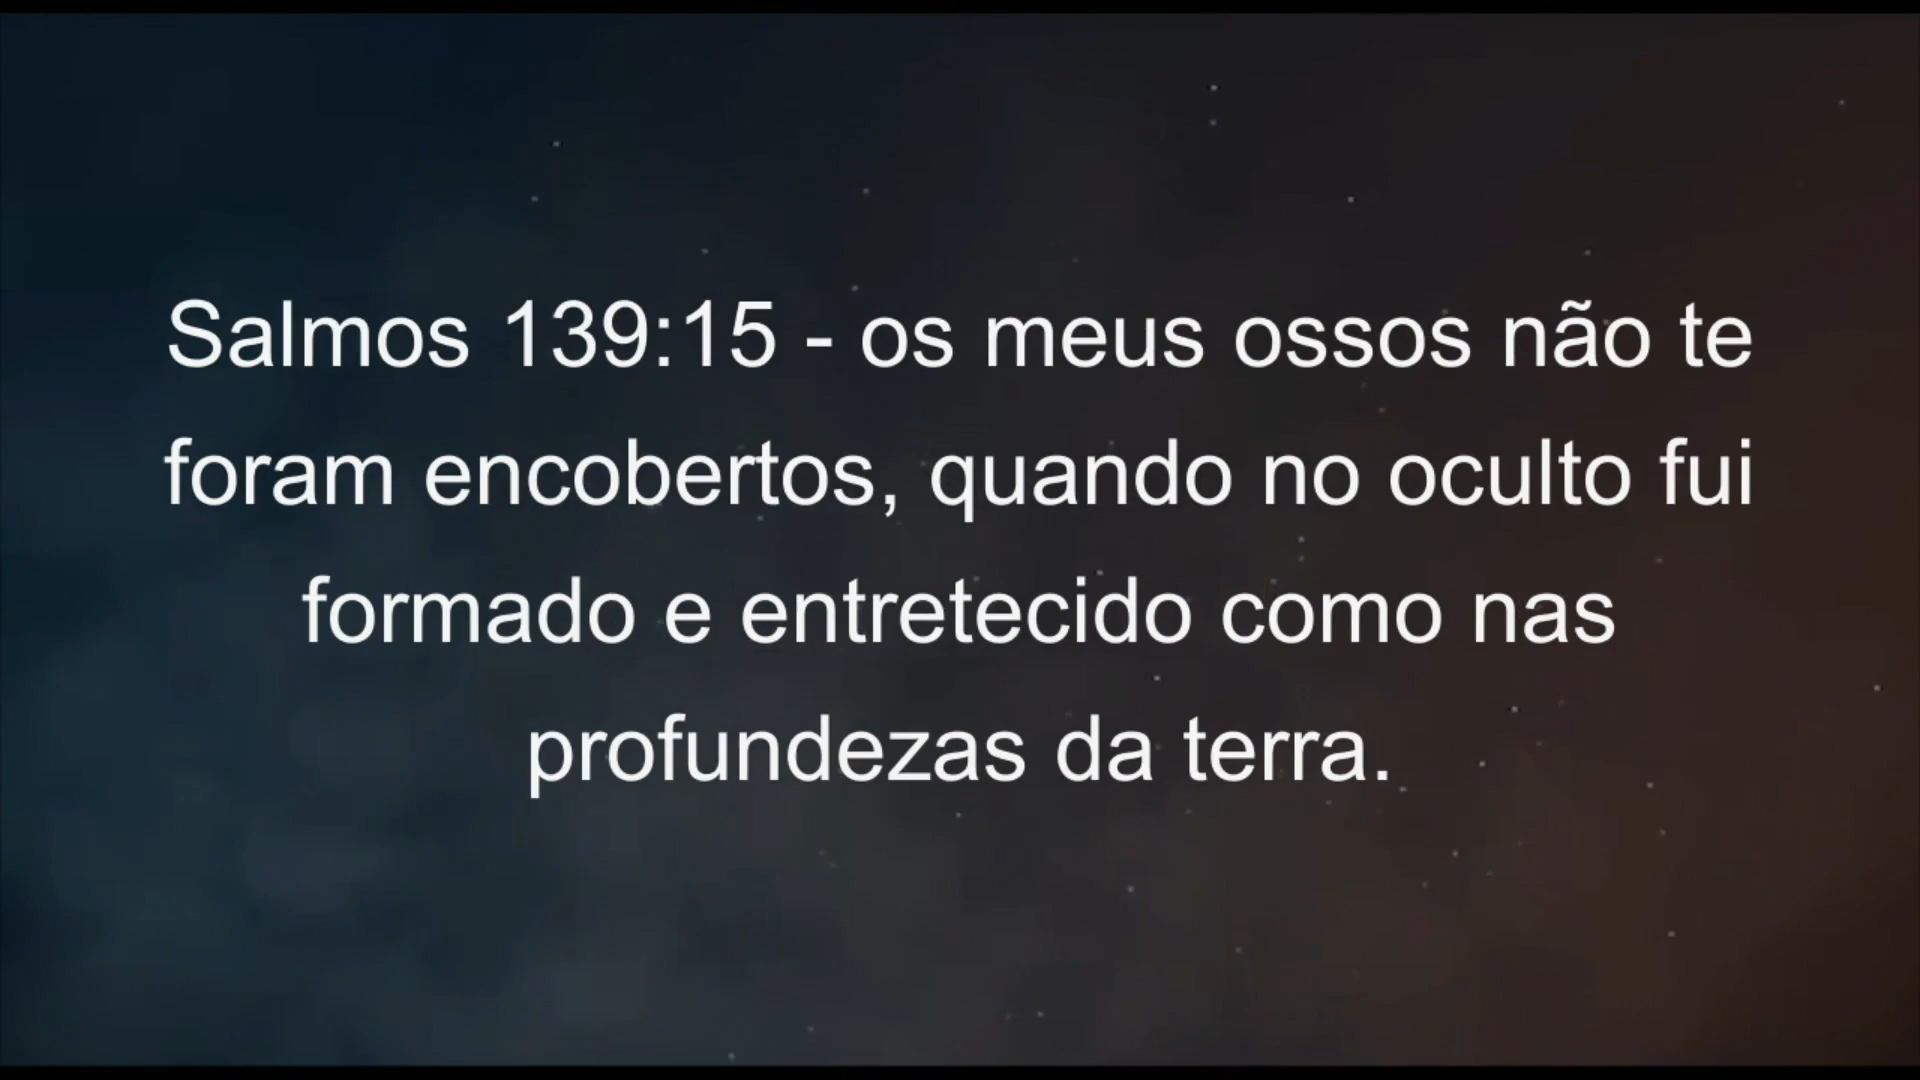 Salmos 139:15 - os meus ossos não te
foram encobertos, quando no oculto fui
formado e entretecido como nas
profundezas da terra.